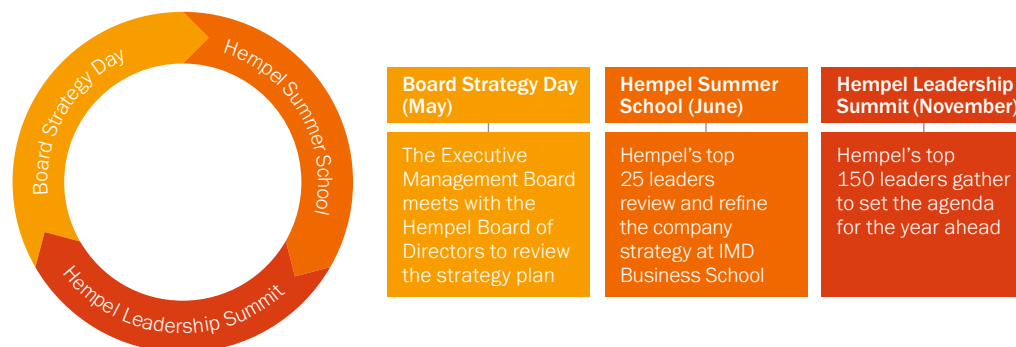 Board Strategy Day
Hempel Summer School
Hempel Leadership Summit
Board Strategy Day
(May)
The Executive
Management Board
meets with the
Hempel Board of
Directors to review
the strategy plan
Hempel Summer
School (June)
Hempel’s top
25 leaders
review and refine
the company
strategy at IMD
Business School
Hempel Leadership
Summit (November)
Hempel’s top
150 leaders gather
to set the agenda
for the year ahead